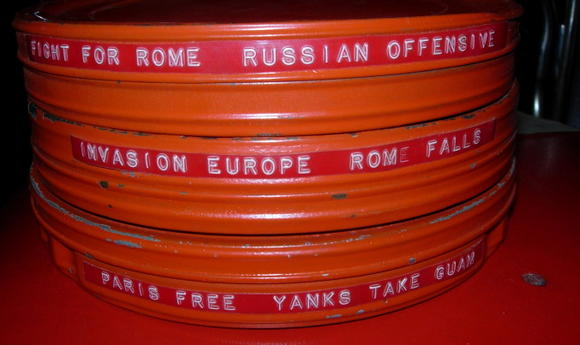 FIGHT FOR ROME RUSSIAN OFFENSIVE
INVASION EUROPE ROME FALLS
PARIS FREE YANKS TAKE GUAM